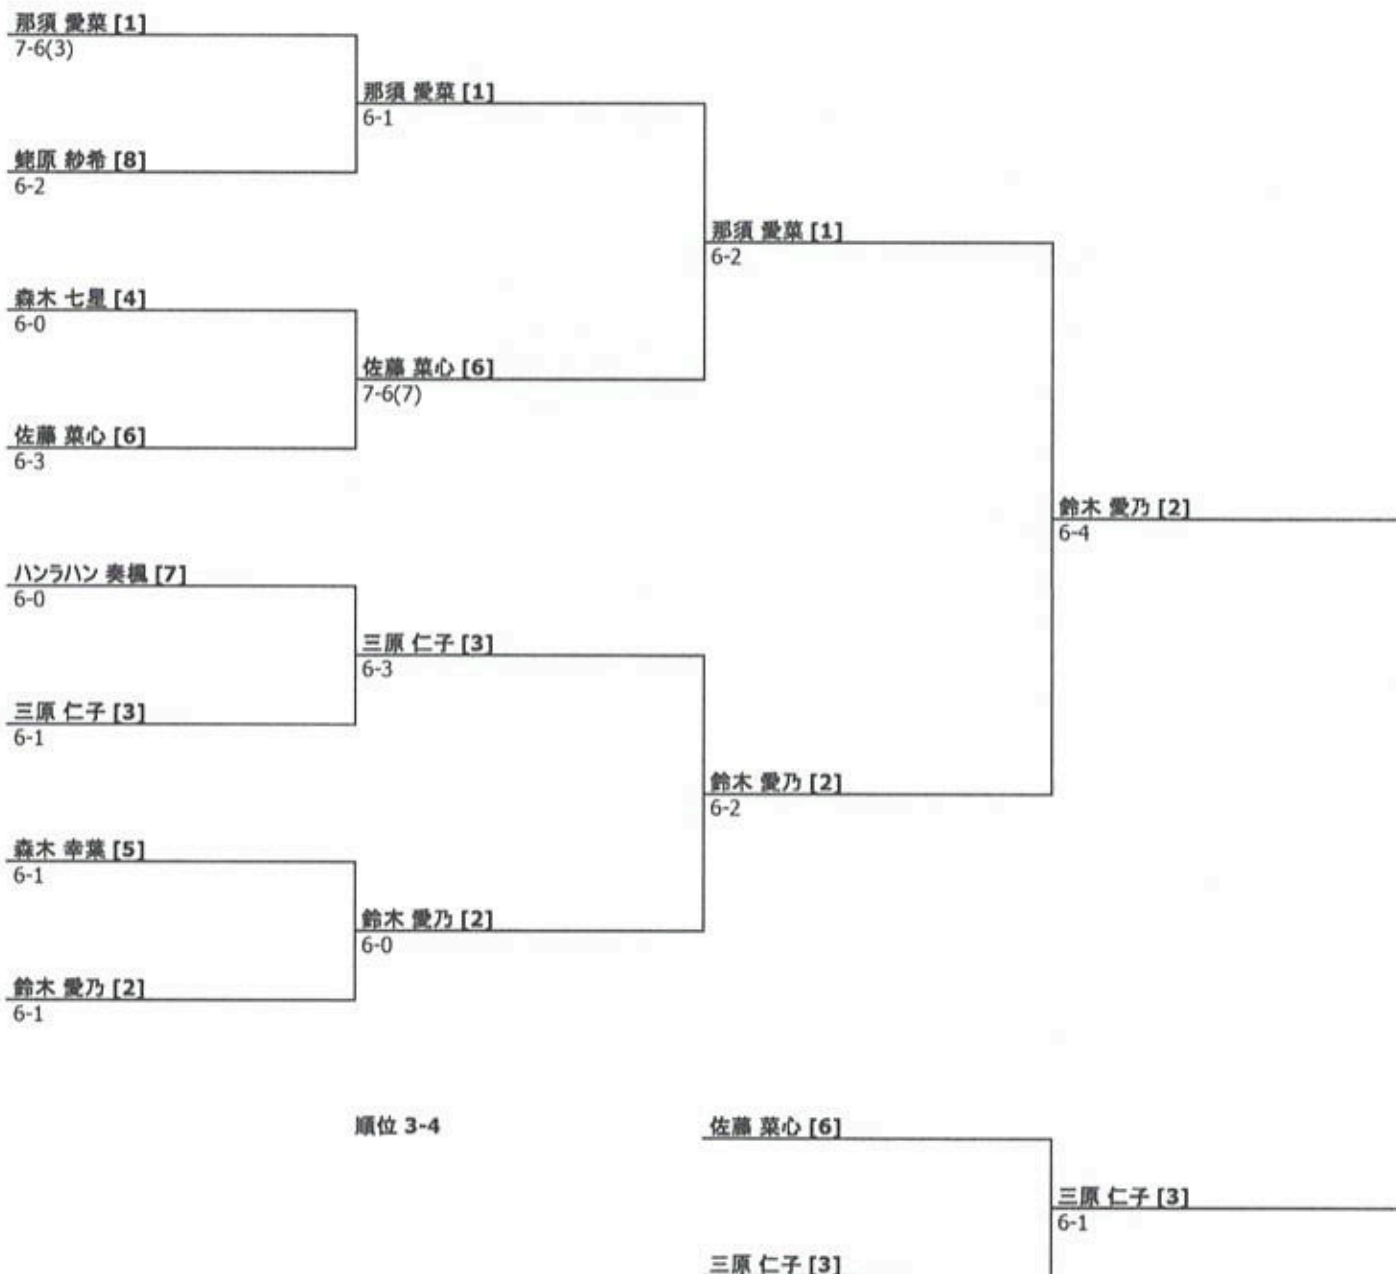 那須 愛菜 [1]
7-6(3)
蜷原 紗希 [8]
6-2
森木 七星 [4]
6-0
佐藤 菜心 [6]
6-3
ハンラハン 奏楓 [7]
6-0
三原 仁子 [3]
6-1
森木 幸葉 [5]
6-1
鈴木 愛乃 [2]
6-1
那須 愛菜 [1]
6-1
佐藤 菜心 [6]
7-6(7)
三原 仁子 [3]
6-3
鈴木 愛乃 [2]
6-0
那須 愛菜 [1]
6-2
鈴木 愛乃 [2]
6-2
鈴木 愛乃 [2]
6-4
順位 3-4
佐藤 菜心 [6]
三原 仁子 [3]
三原 仁子 [3]
6-1